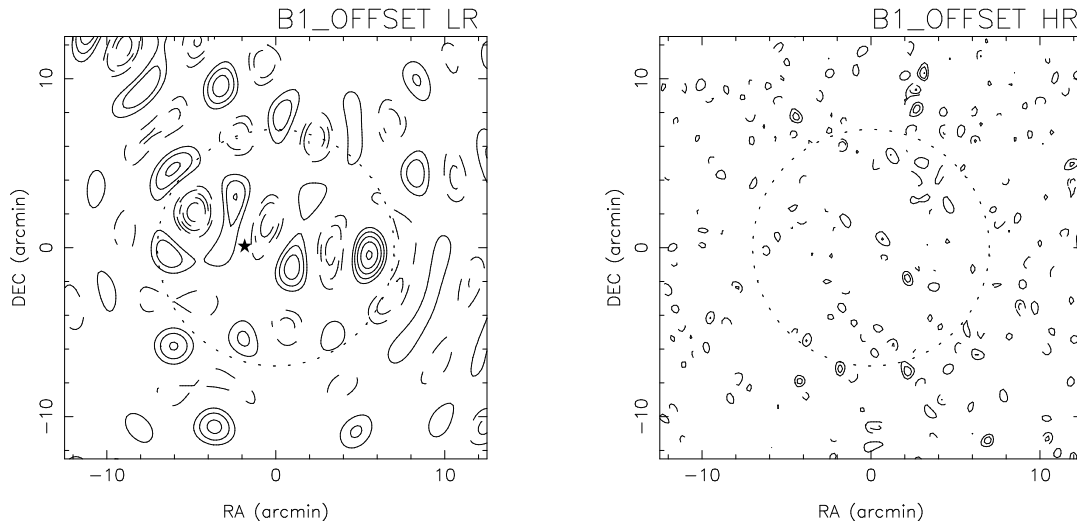 B1_OFFSET LR
10
0
−10
DEC (arcmin)
−10
0
10
RA (arcmin)
B1_OFFSET HR
10
0
−10
DEC (arcmin)
−10
0
10
RA (arcmin)